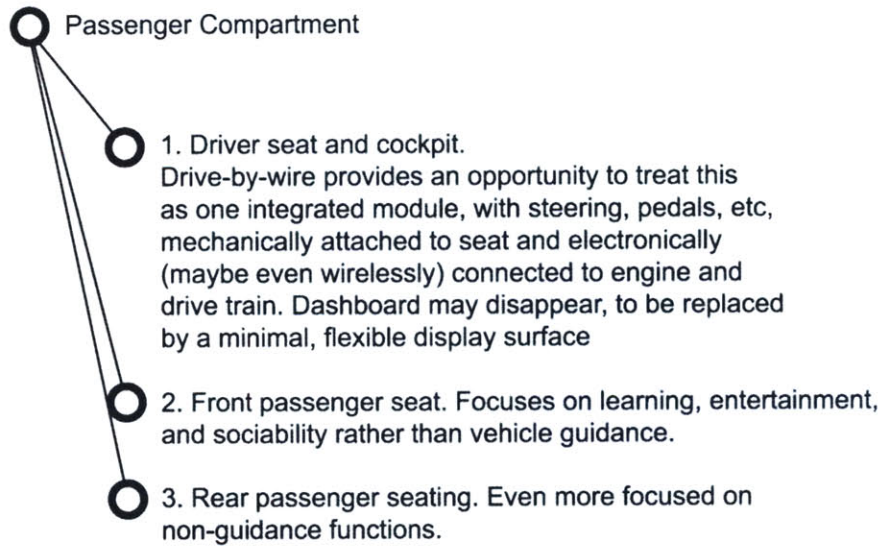 Passenger Compartment
1. Driver seat and cockpit.
Drive-by-wire provides an opportunity to treat this
as one integrated module, with steering, pedals, etc,
mechanically attached to seat and electronically
(maybe even wirelessly) connected to engine and
drive train. Dashboard may disappear, to be replaced
by a minimal, flexible display surface
2. Front passenger seat. Focuses on learning, entertainment,
and sociability rather than vehicle guidance.
3. Rear passenger seating. Even more focused on
non-guidance functions.